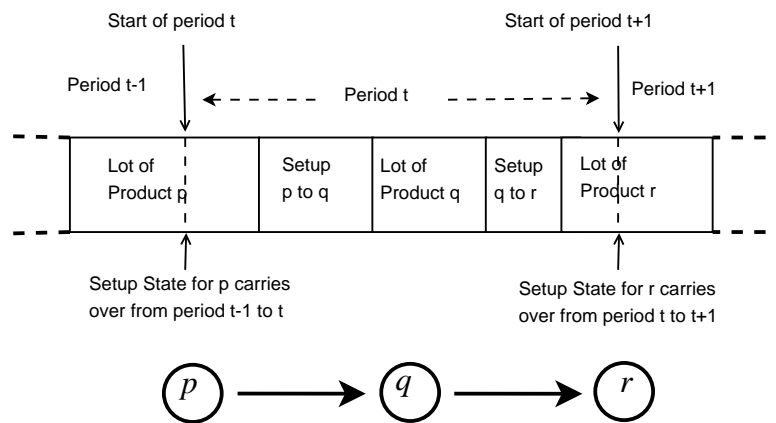 Start of period t
Start of period t+1
Period t-1
Period t
Period t+1
Lot of
Product p
Setup
p to q
Lot of
Product q
Setup
q to r
Lot of
Product r
Setup State for p carries
over from period t-1 to t
Setup State for r carries
over from period t to t+1
p
q
r